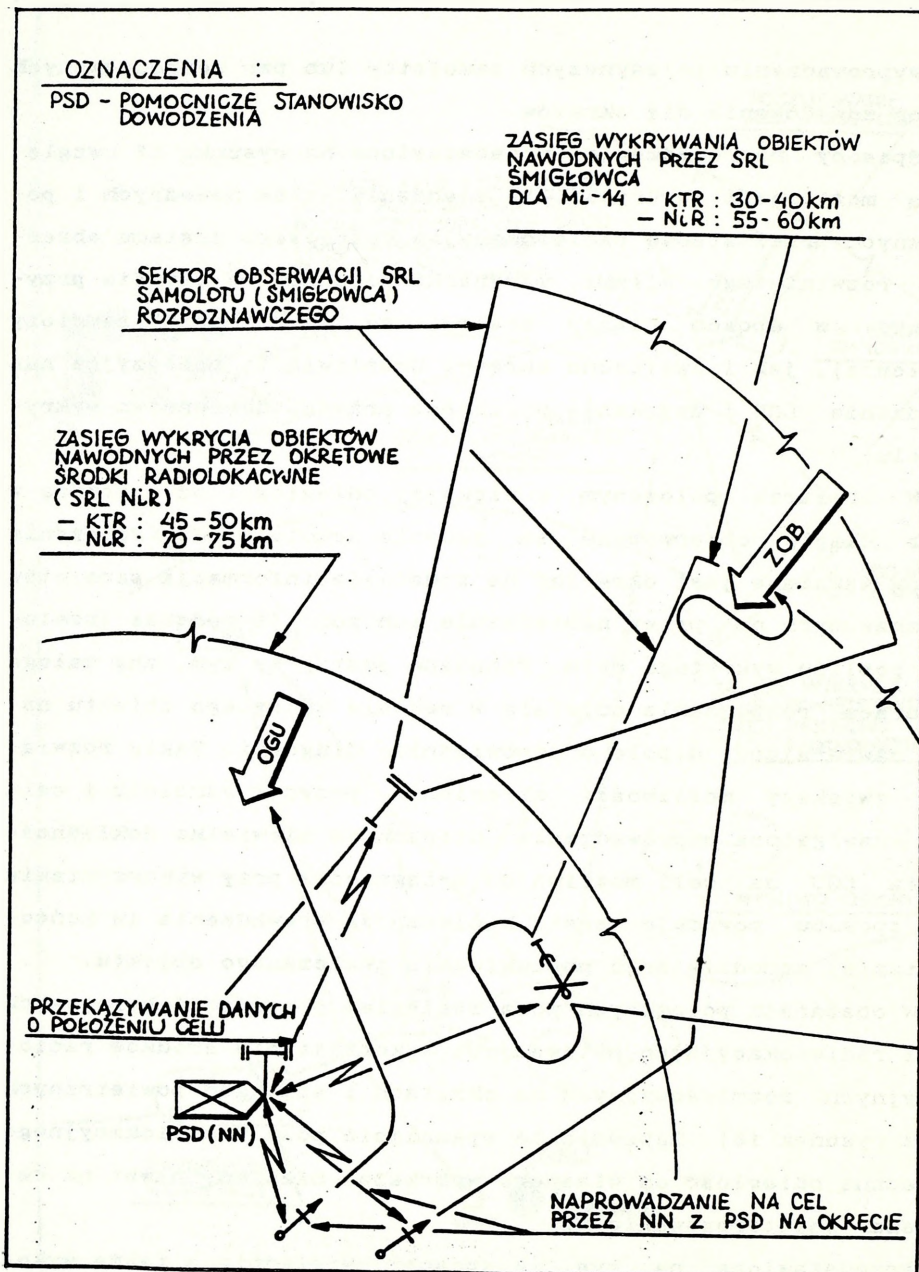 OZNACZENIA :
PSD - POMOCNICZE STANOWISKO
DOWODZENIA
ZASIĘG WYKRYWANIA OBIEKTÓW
NAWODNYCH PRZEZ SRL
ŚMIGŁOWCA
DLA Mi-14 - KTR : 30-40km
- NiR : 55-60km
SEKTOR OBSERWACJI SRL
SAMOLOTU (ŚMIGŁOWCA)
ROZPOZNAWCZEGO
ZASIĘG WYKRYCIA OBIEKTÓW
NAWODNYCH PRZEZ OKRĘTOWE
ŚRODKI RADIOLOKACYJNE
(SRL NiR)
- KTR : 45-50km
- NiR : 70-75km
ZOB
OGU
PRZEKAZYWANIE DANYCH
O POŁOŻENIU CELU
PSD(NN)
NAPROWADZANIE NA CEL
PRZEZ NN Z PSD NA OKRĘCIE